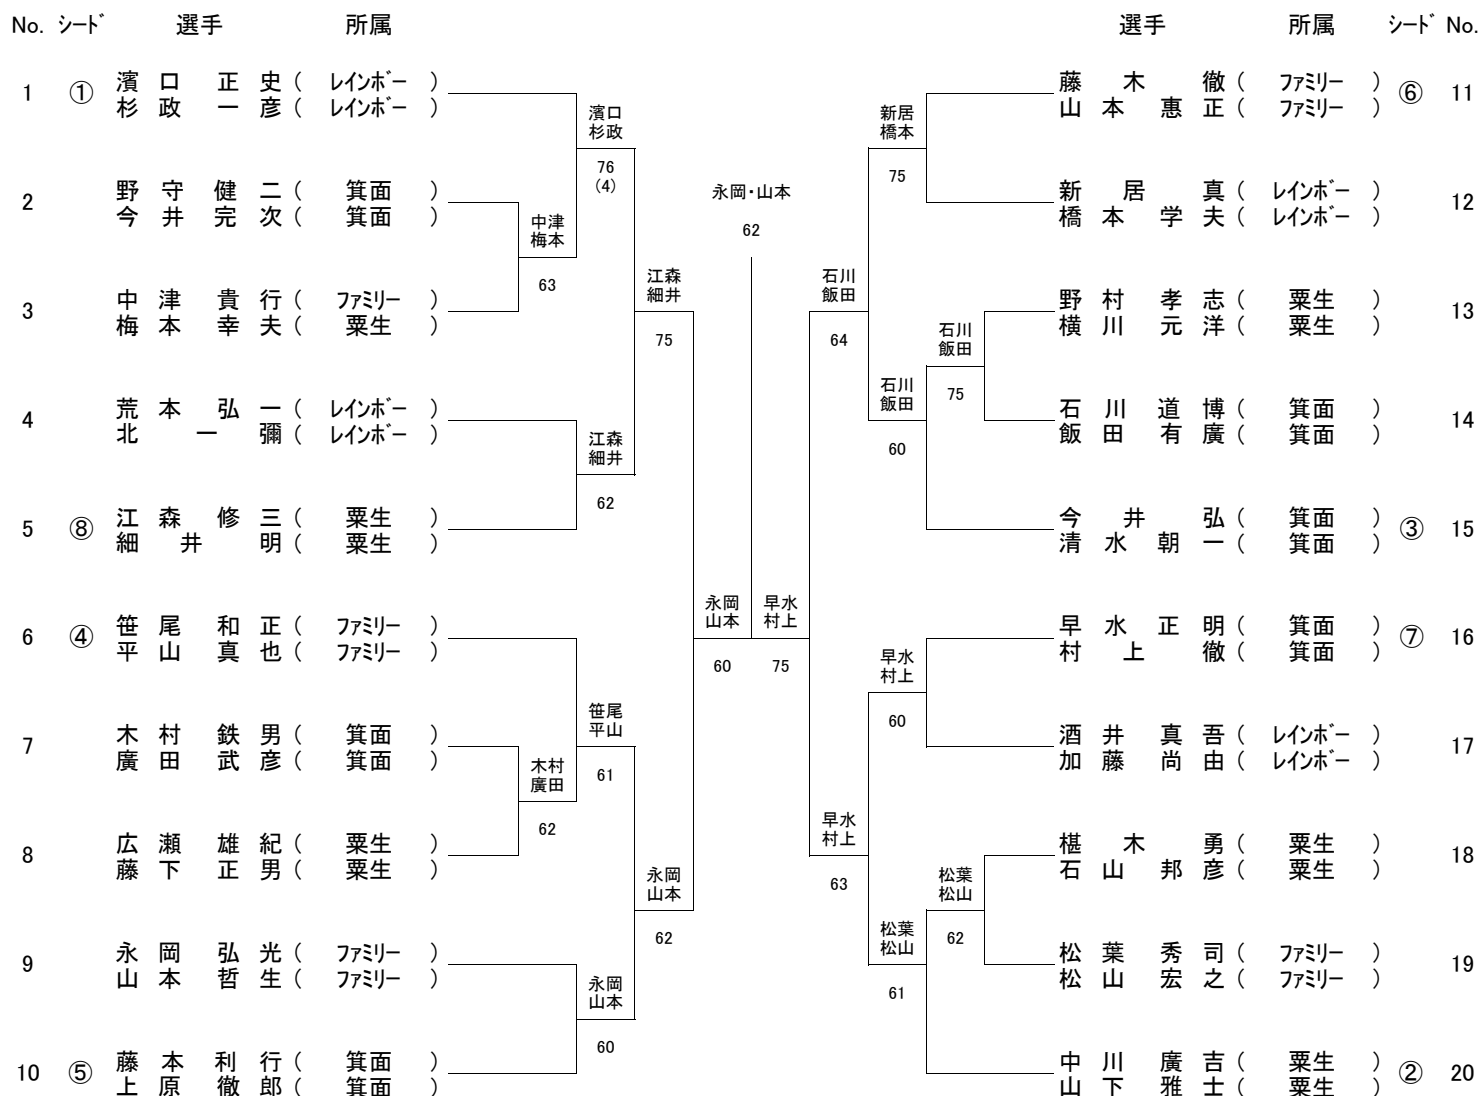 No. シード 選手 所属 選手 所属 シード No.
1 ① 濱口 正史 ( レインボー )
杉政 一彦 ( レインボー )
2 野守 健二 ( 箕面 )
今井 完次 ( 箕面 )
3 中津 貴行 ( ファミリー )
梅本 幸夫 ( 粟生 )
4 荒本 弘一 ( レインボー )
北 一彌 ( レインボー )
5 ⑧ 江森 修三 ( 粟生 )
細井 明 ( 粟生 )
6 ④ 笹尾 和正 ( ファミリー )
平山 真也 ( ファミリー )
7 木村 鉄男 ( 箕面 )
廣田 武彦 ( 箕面 )
8 広瀬 雄紀 ( 粟生 )
藤下 正男 ( 粟生 )
9 永岡 弘光 ( ファミリー )
山本 哲生 ( ファミリー )
10 ⑤ 藤本 利行 ( 箕面 )
上原 徹郎 ( 箕面 )
中津
梅本
63
木村
廣田
62
濱口
杉政
76
(4)
江森
細井
62
笹尾
平山
61
永岡
山本
60
江森
細井
75
永岡
山本
62
永岡
山本
60
永岡・山本
62
早水
村上
75
石川
飯田
64
早水
村上
63
新居
橋本
75
石川
飯田
60
早水
村上
60
松葉
松山
61
石川
飯田
75
松葉
松山
62
藤木 徹 ( ファミリー ) ⑥ 11
山本 惠正 ( ファミリー )
新居 真 ( レインボー ) 12
橋本 学夫 ( レインボー )
野村 孝志 ( 粟生 ) 13
横川 元洋 ( 粟生 )
石川 道博 ( 箕面 ) 14
飯田 有廣 ( 箕面 )
今井 弘 ( 箕面 ) ③ 15
清水 朝一 ( 箕面 )
早水 正明 ( 箕面 ) ⑦ 16
村上 徹 ( 箕面 )
酒井 真吾 ( レインボー ) 17
加藤 尚由 ( レインボー )
椹木 勇 ( 粟生 ) 18
石山 邦彦 ( 粟生 )
松葉 秀司 ( ファミリー ) 19
松山 宏之 ( ファミリー )
中川 廣吉 ( 粟生 ) ② 20
山下 雅士 ( 粟生 )